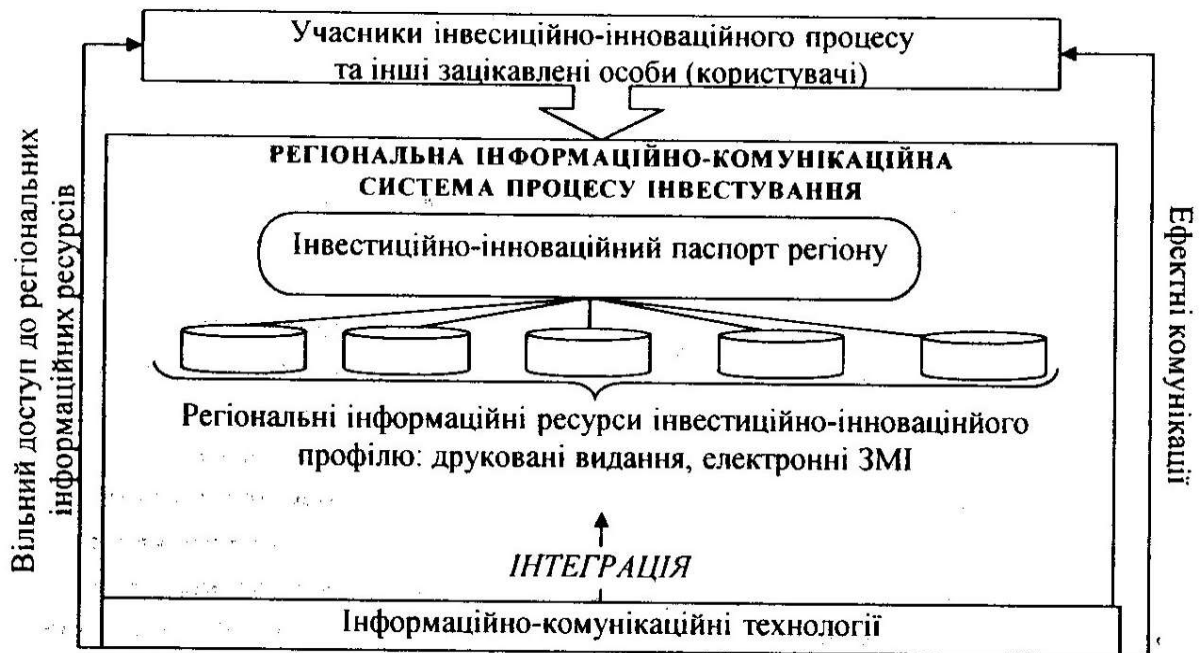 Учасники інвесиційно-інноваційного процесу
та інші зацікавлені особи (користувачі)
РЕГІОНАЛЬНА ІНФОРМАЦІЙНО-КОМУНІКАЦІЙНА
СИСТЕМА ПРОЦЕСУ ІНВЕСТУВАННЯ
Інвестиційно-інноваційний паспорт регіону
Регіональні інформаційні ресурси інвестиційно-інновацінйого
профілю: друковані видання, електронні ЗМІ
ІНТЕГРАЦІЯ
Інформаційно-комунікаційні технології
Вільний доступ до регіональних
інформаційних ресурсів
Ефектні комунікації